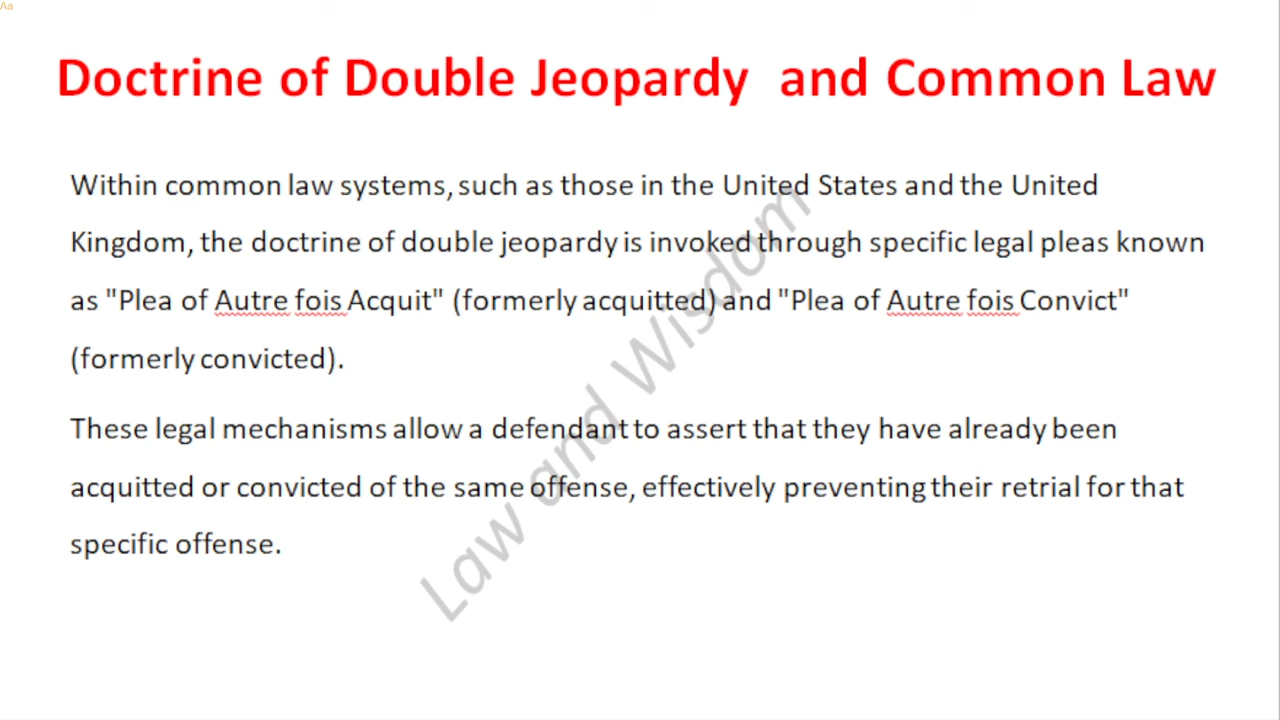 Aa
Doctrine of Double Jeopardy and Common Law
Within common law systems, such as those in the United States and the United
Kingdom, the doctrine of double jeopardy is invoked through specific legal pleas known
as "Plea of Autre fois Acquit" (formerly acquitted) and "Plea of Autre fois Convict"
(formerly convicted).
These legal mechanisms allow a defendant to assert that they have already been
acquitted or convicted of the same offense, effectively preventing their retrial for that
specific offense.
Law and Wisdom